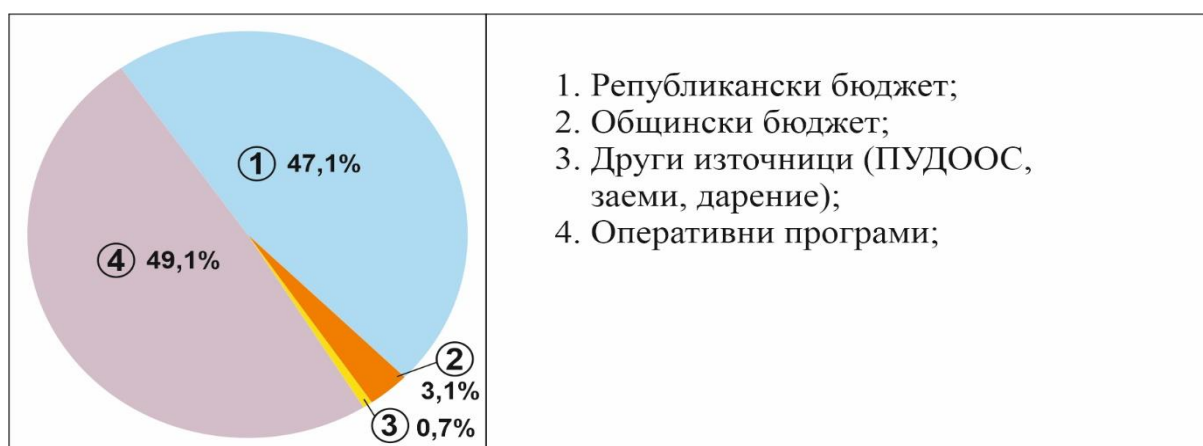 1 47,1%
4 49,1%
2
3,1%
3 0,7%
1. Републикански бюджет;
2. Общински бюджет;
3. Други източници (ПУДООС,
заеми, дарение);
4. Оперативни програми;